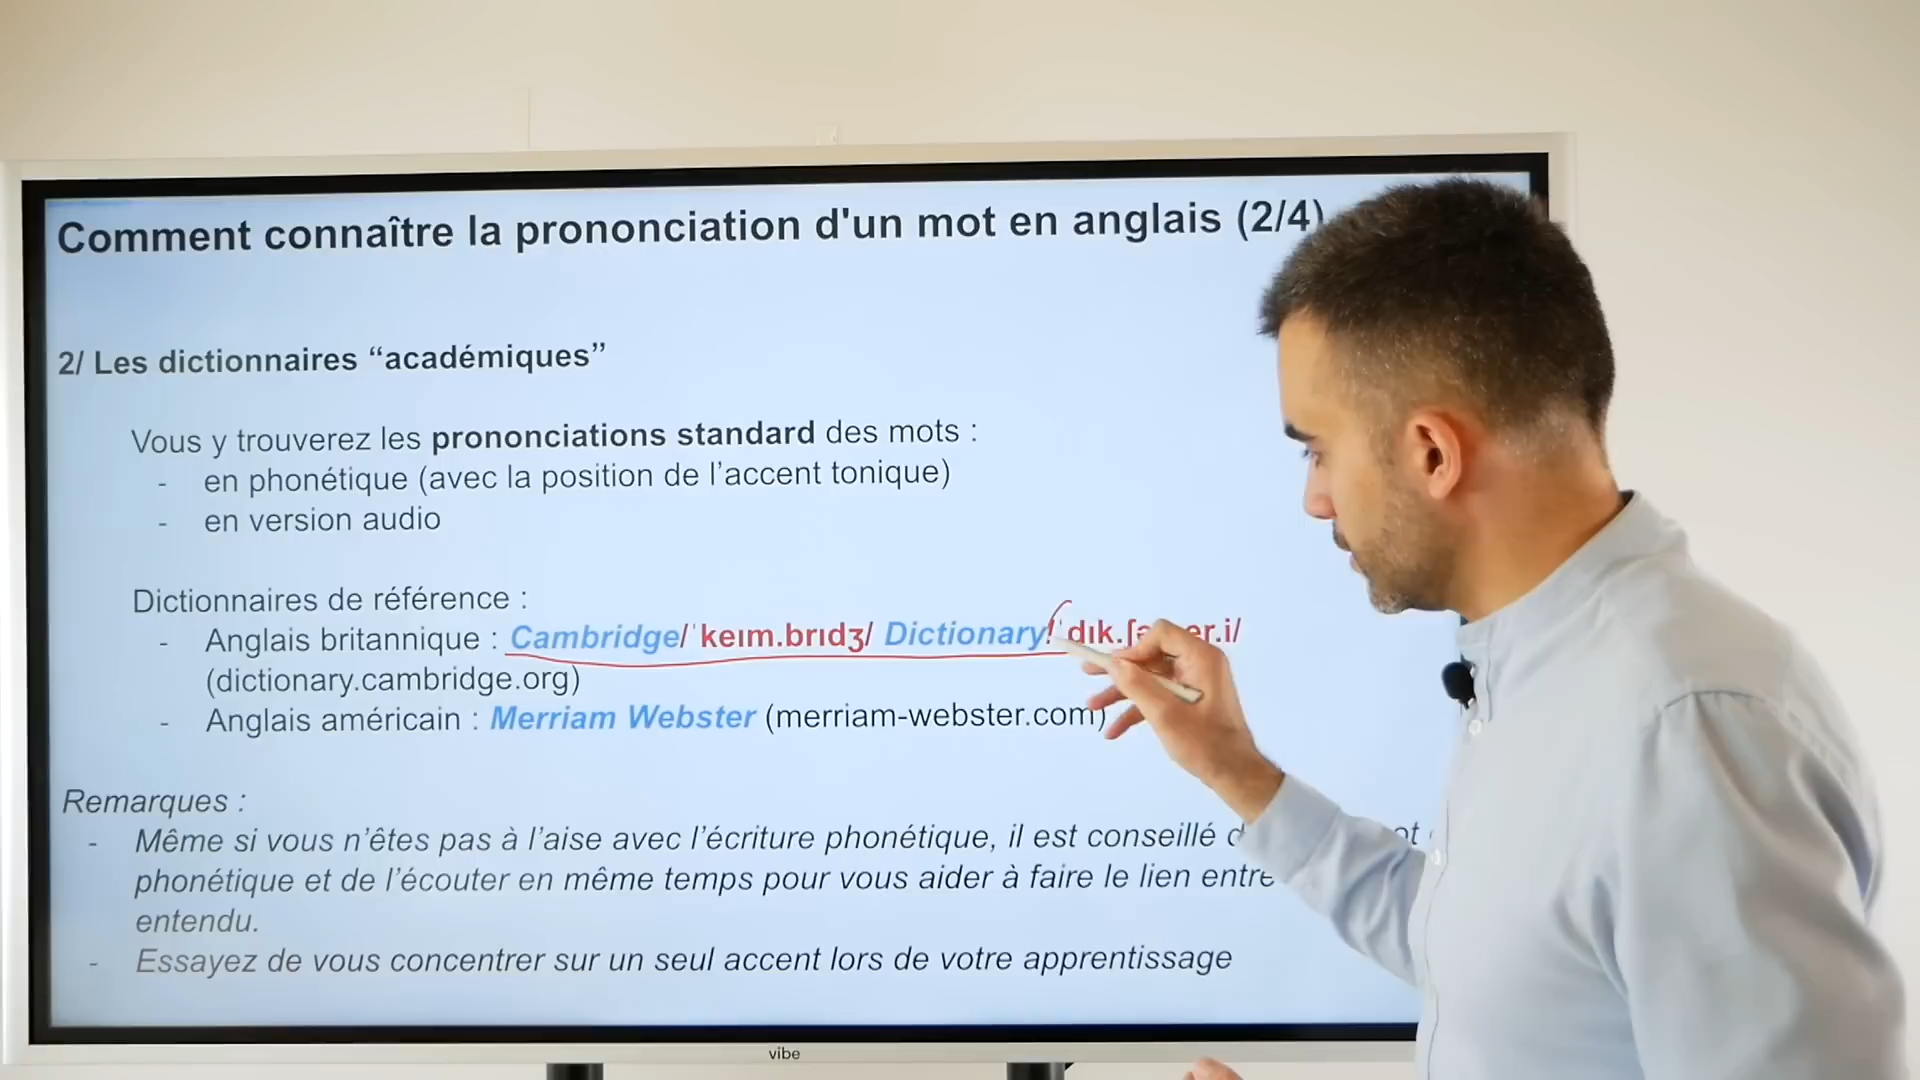 Comment connaître la prononciation d'un mot en anglais (2/4)
2/ Les dictionnaires “académiques”
Vous y trouverez les prononciations standard des mots :
- en phonétique (avec la position de l’accent tonique)
- en version audio
Dictionnaires de référence :
- Anglais britannique : Cambridge/ˈkeɪm.brɪdʒ/ Dictionary/ˈdɪk. er.i/
(dictionary.cambridge.org)
- Anglais américain : Merriam Webster (merriam-webster.com)
Remarques :
- Même si vous n’êtes pas à l’aise avec l’écriture phonétique, il est conseillé
phonétique et de l’écouter en même temps pour vous aider à faire le lien entre
entendu.
- Essayez de vous concentrer sur un seul accent lors de votre apprentissage
vibe